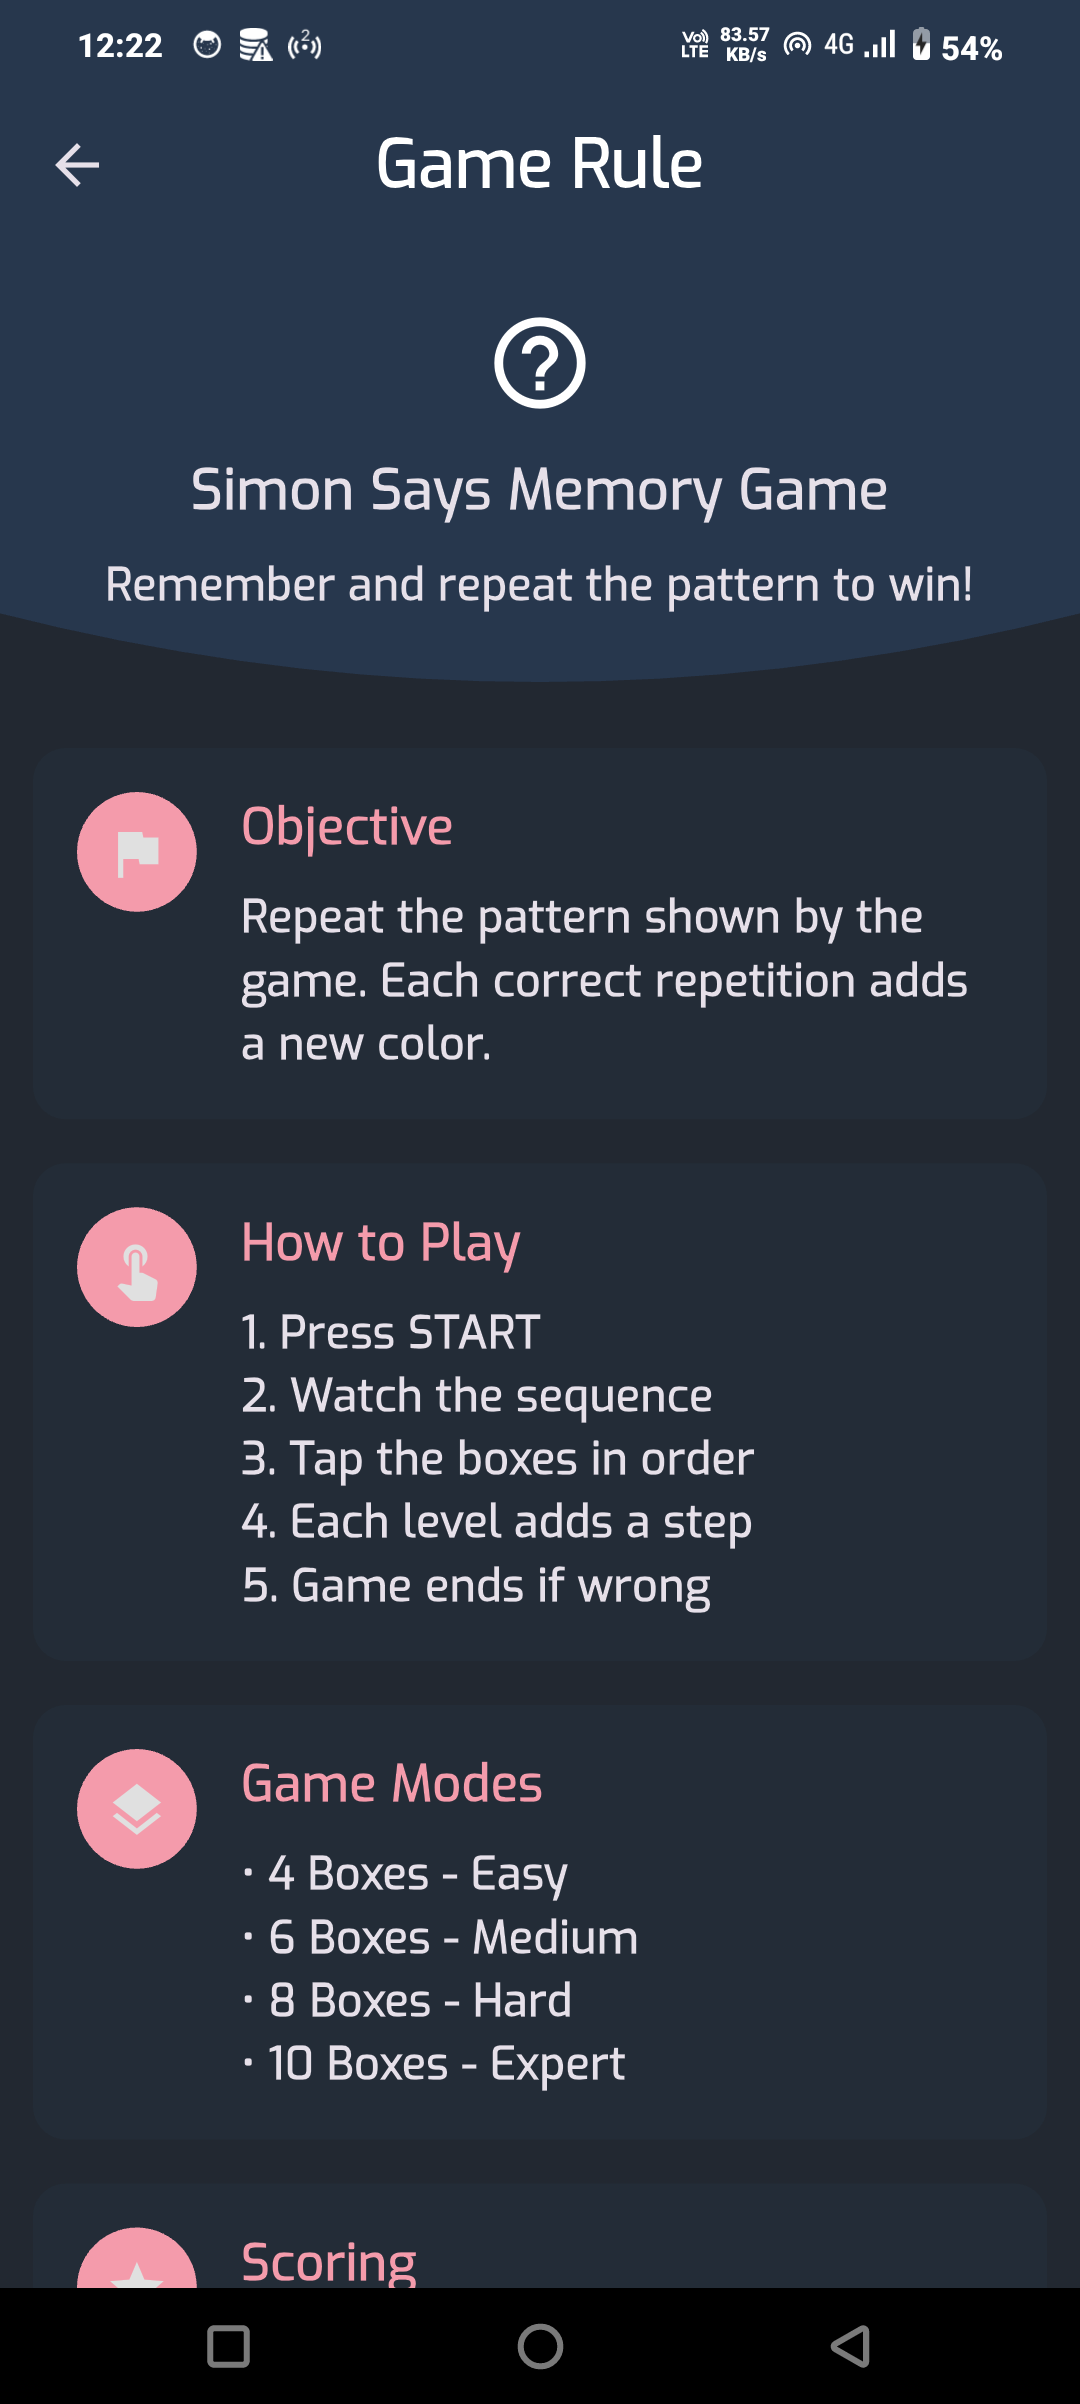 12:22
2
Vo)) LTE 83.57 KB/s 4G 54%
Game Rule
Simon Says Memory Game
Remember and repeat the pattern to win!
Objective
Repeat the pattern shown by the
game. Each correct repetition adds
a new color.
How to Play
1. Press START
2. Watch the sequence
3. Tap the boxes in order
4. Each level adds a step
5. Game ends if wrong
Game Modes
• 4 Boxes - Easy
• 6 Boxes - Medium
• 8 Boxes - Hard
• 10 Boxes - Expert
Scoring